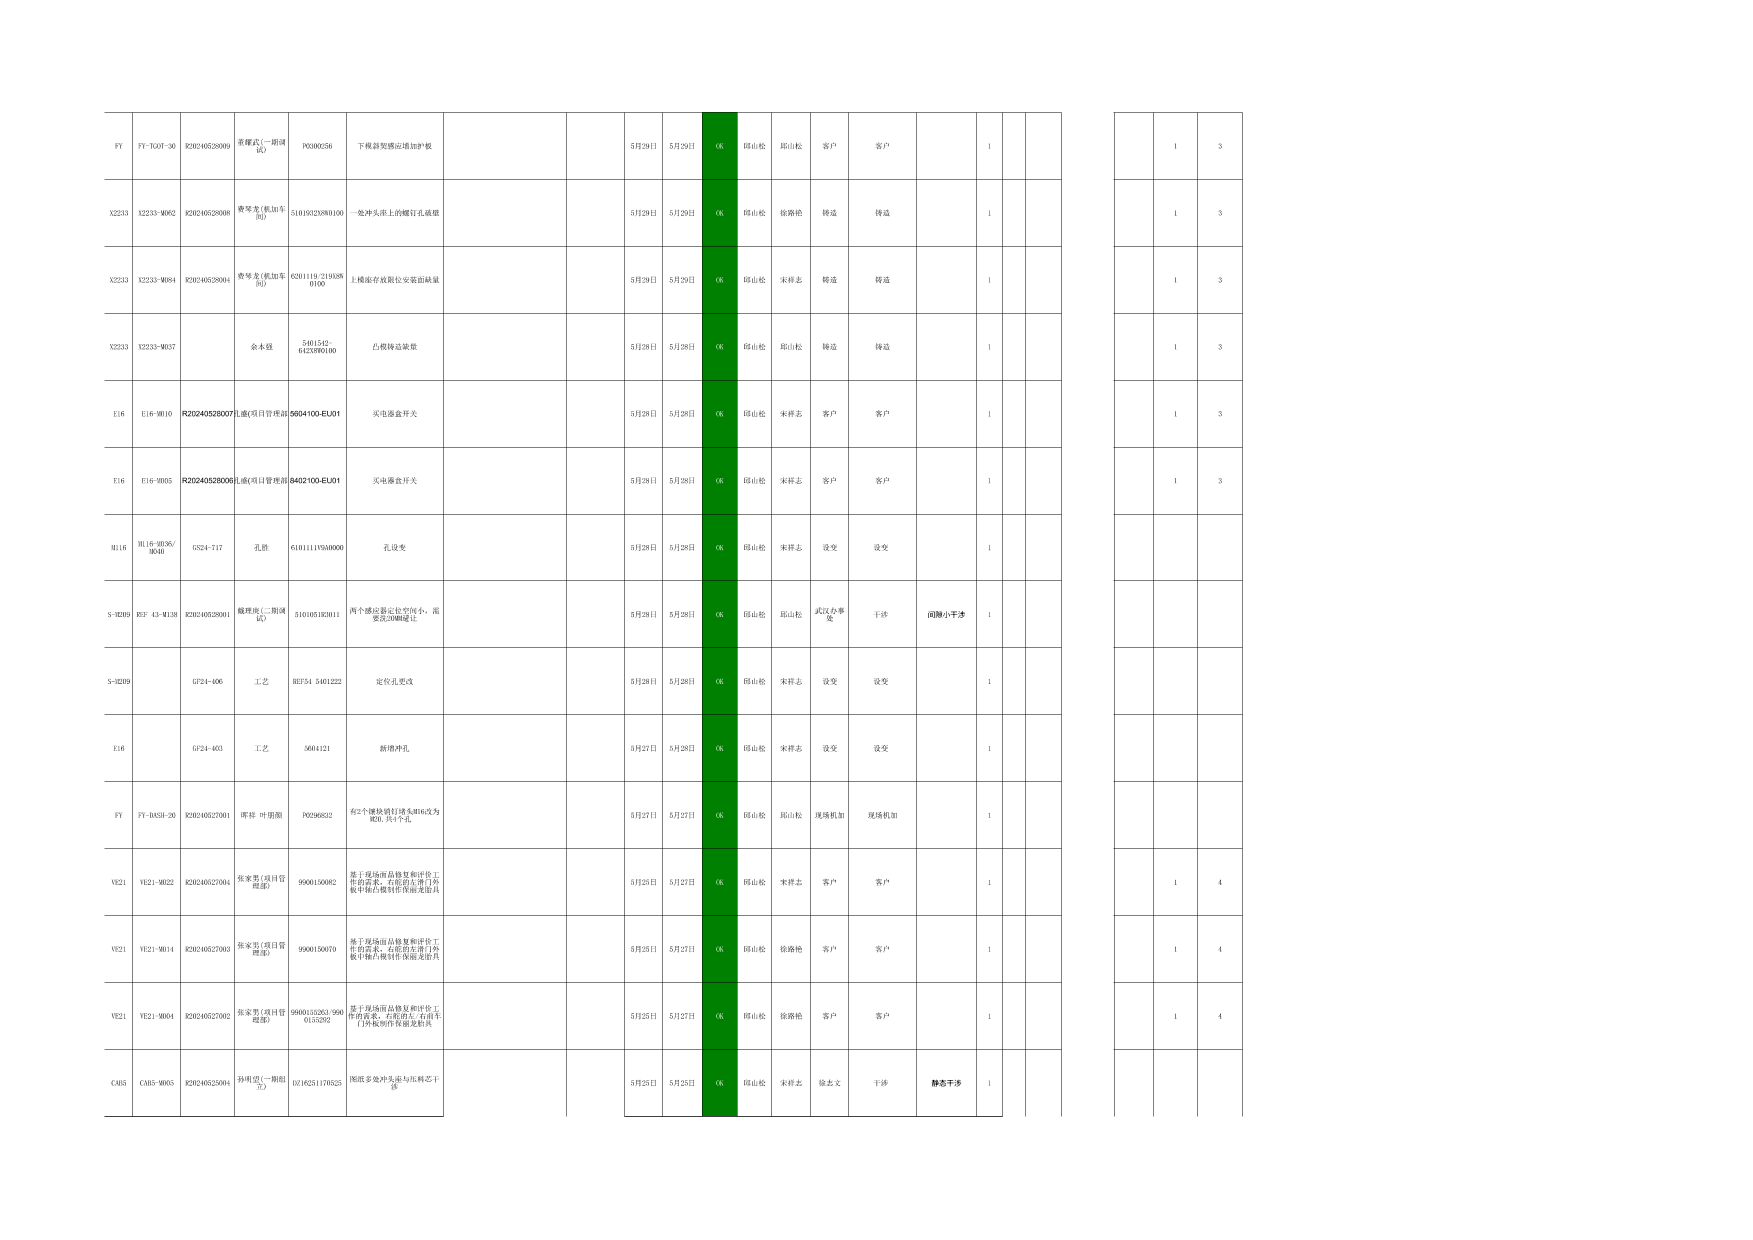 FY FY-TGOT-30 R20240528009 董耀武(一期调试) P0300256 下模斜契感应增加护板 5月29日 5月29日 OK 邱山松 邱山松 客户 客户 1 1 3
X2233 X2233-M062 R20240528008 费琴龙(机加车间) 5101932X8W0100 一处冲头座上的螺钉孔破壁 5月29日 5月29日 OK 邱山松 徐路艳 铸造 铸造 1 1 3
X2233 X2233-M084 R20240528004 费琴龙(机加车间) 6201119/219X8W0100 上模座存放限位安装面缺量 5月29日 5月29日 OK 邱山松 宋祥志 铸造 铸造 1 1 3
X2233 X2233-M037 余本强 5401542-642X8W0100 凸模铸造缺量 5月28日 5月28日 OK 邱山松 邱山松 铸造 铸造 1 1 3
E16 E16-M010 R20240528007 孔盛(项目管理部 5604100-EU01 买电器盒开关 5月28日 5月28日 OK 邱山松 宋祥志 客户 客户 1 1 3
E16 E16-M005 R20240528006 孔盛(项目管理部 8402100-EU01 买电器盒开关 5月28日 5月28日 OK 邱山松 宋祥志 客户 客户 1 1 3
M116 M116-M036/M040 GS24-717 孔胜 6101111V9A0000 孔设变 5月28日 5月28日 OK 邱山松 宋祥志 设变 设变 1
S-M209 REF 43-M138 R20240528001 (二期调试) 5101051R3011 两个感应器定位空间小，需要洗20MM避让 5月28日 5月28日 OK 邱山松 邱山松 武汉办事处 干涉 间隙小干涉 1
S-M209 GF24-406 工艺 REF54 5401222 定位孔更改 5月28日 5月28日 OK 邱山松 宋祥志 设变 设变 1
E16 GF24-403 工艺 5604121 新增冲孔 5月27日 5月28日 OK 邱山松 宋祥志 设变 设变 1
FY FY-DASH-20 R20240527001 晖祥 叶朋颜 P0296832 有2个镶块销钉堵头M16改为M20.共4个孔 5月27日 5月27日 OK 邱山松 邱山松 现场机加 现场机加 1
VE21 VE21-M022 R20240527004 张家男(项目管理部) 9900150082 基于现场面品修复和评价工作的需求，右舵的左滑门外板中轴凸模制作保丽龙胎具 5月25日 5月27日 OK 邱山松 宋祥志 客户 客户 1 1 4
VE21 VE21-M014 R20240527003 张家男(项目管理部) 9900150070 基于现场面品修复和评价工作的需求，右舵的左滑门外板中轴凸模制作保丽龙胎具 5月25日 5月27日 OK 邱山松 徐路艳 客户 客户 1 1 4
VE21 VE21-M004 R20240527002 张家男(项目管理部) 9900155263/9900155292 基于现场面品修复和评价工作的需求，右舵的左/右前车门外板制作保丽龙胎具 5月25日 5月27日 OK 邱山松 徐路艳 客户 客户 1 1 4
CAB5 CAB5-M005 R20240525004 孙明望(一期组立) DZ16251170525 图纸多处冲头座与压料芯干涉 5月25日 5月25日 OK 邱山松 宋祥志 徐志文 干涉 静态干涉 1